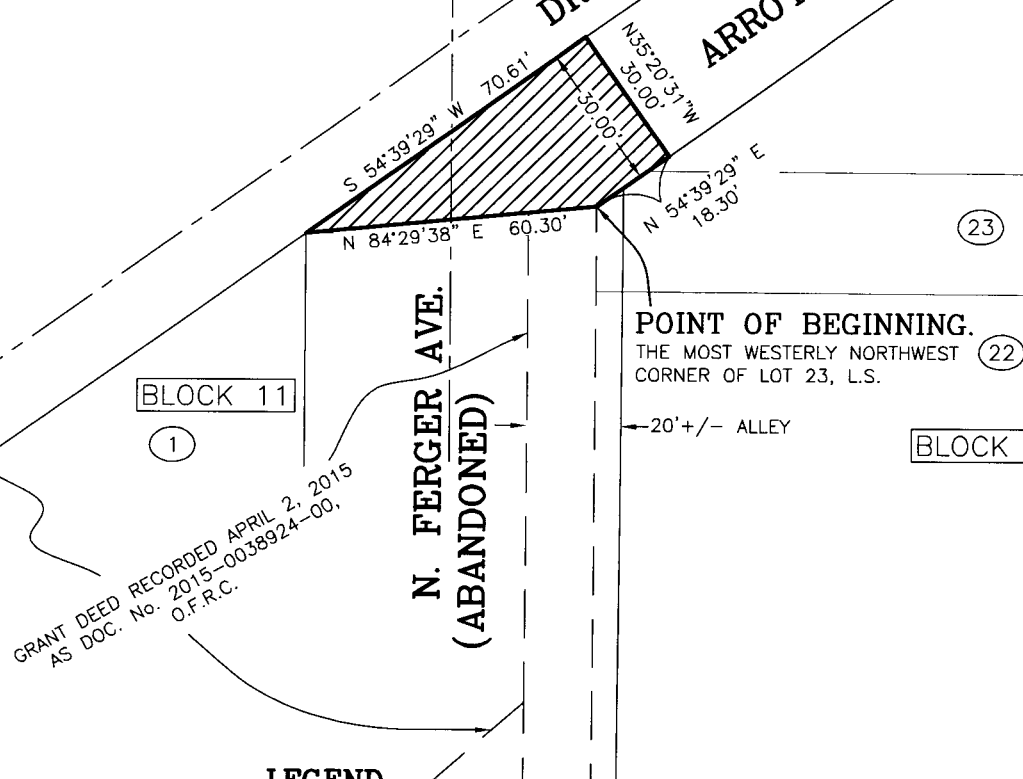 ARRO
N35°20'31"W
30.00'
30.00'
S 54°39'29" W 70.61'
N 54°39'29" E
18.30'
N 84°29'38" E 60.30'
23
POINT OF BEGINNING.
THE MOST WESTERLY NORTHWEST
CORNER OF LOT 23, L.S.
22
BLOCK 11
1
N. FERGER AVE.
(ABANDONED)
20'+/- ALLEY
BLOCK
GRANT DEED RECORDED APRIL 2, 2015
AS DOC. No. 2015-0038924-00,
O.F.R.C.
LEGEND